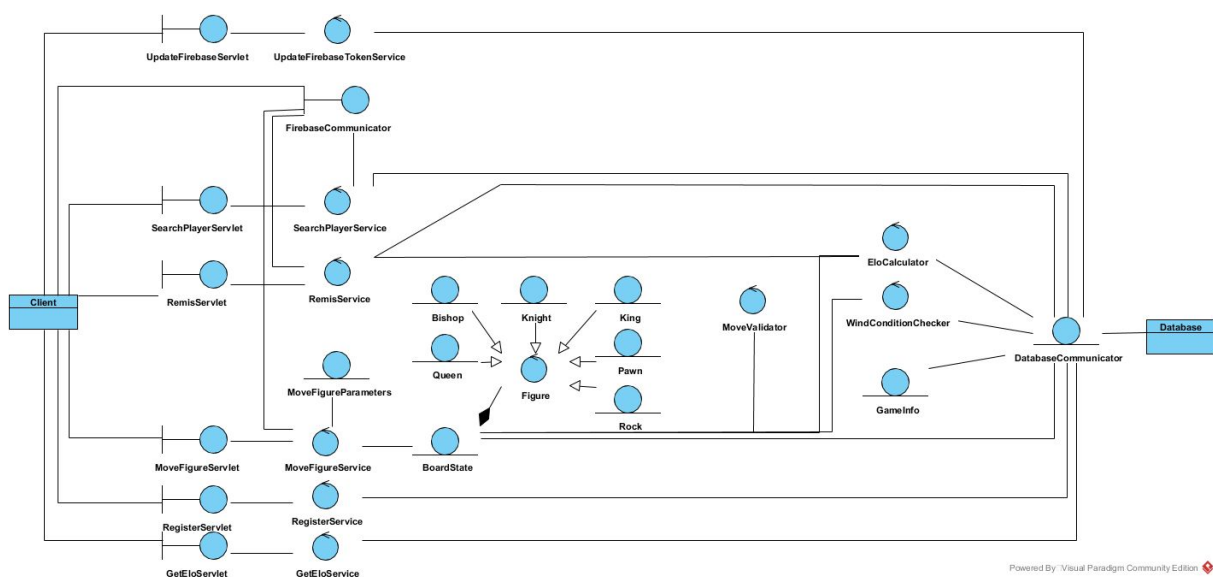 UpdateFirebaseServlet
UpdateFirebaseTokenService
FirebaseCommunicator
SearchPlayerServlet
SearchPlayerService
EloCalculator
RemisServlet
RemisService
Client
Bishop
Knight
King
MoveValidator
WindConditionChecker
Database
DatabaseCommunicator
Queen
Pawn
MoveFigureParameters
Figure
GameInfo
Rock
MoveFigureServlet
MoveFigureService
BoardState
RegisterServlet
RegisterService
GetEloServlet
GetEloService
Powered By Visual Paradigm Community Edition